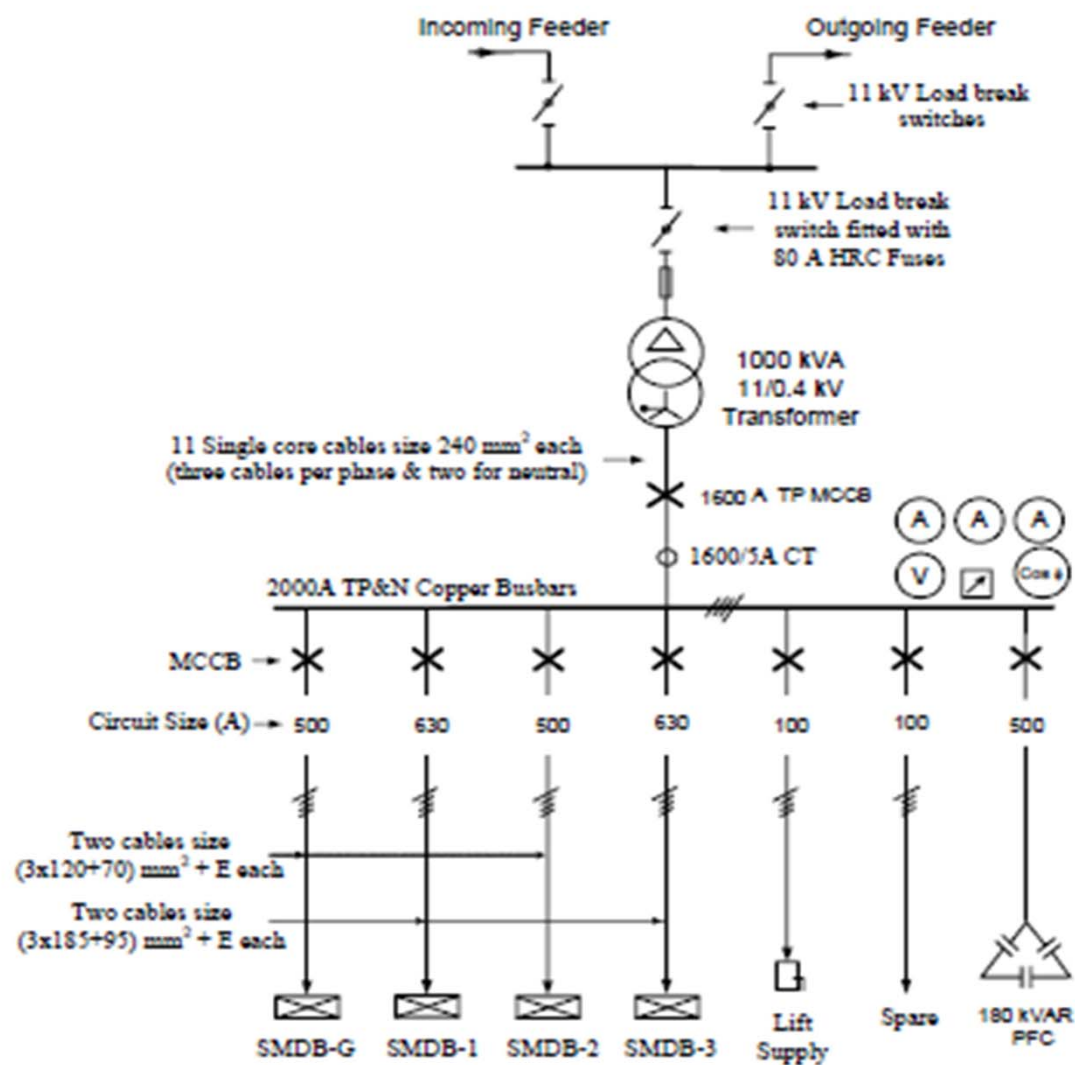 Incoming Feeder
Outgoing Feeder
11 kV Load break
switches
11 kV Load break
switch fitted with
80 A HRC Fuses
1000 kVA
11/0.4 kV
Transformer
11 Single core cables size 240 mm² each
(three cables per phase & two for neutral)
1600 A TP MCCB
A A A
1600/5A CT
V Cos ϕ
2000A TP&N Copper Busbars
MCCB
Circuit Size (A) 500 630 500 630 100 100 500
Two cables size
(3x120+70) mm² + E each
Two cables size
(3x185+95) mm² + E each
SMDB-G SMDB-1 SMDB-2 SMDB-3
Lift
Supply
Spare
180 kVAR
PFC